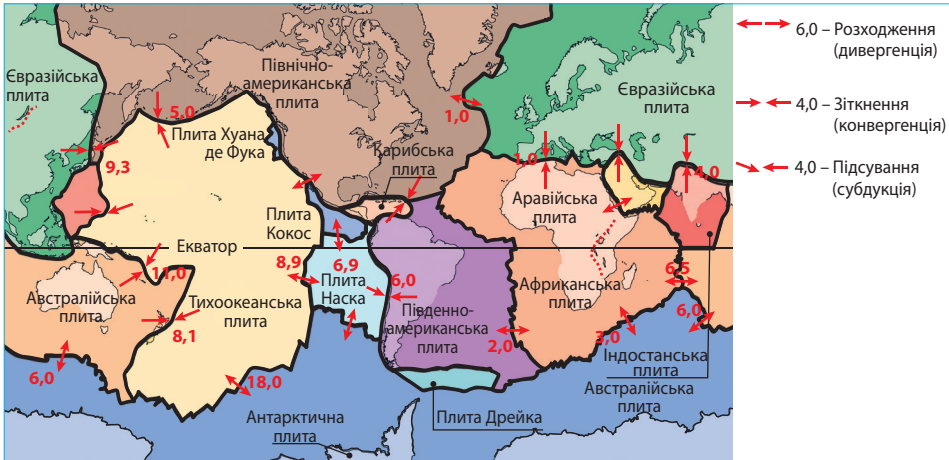 Євразійська
плита
Північно-
американська
плита
5,0
Плита Хуана
де Фука
9,3
1,0
Карибська
плита
Євразійська
плита
1,0
4,0
Аравійська
плита
Плита
Кокос
Екватор
11,0
8,9
6,9
6,0
6,5
Австралійська
плита
Тихоокеанська
плита
Плита
Наска
Південно-
американська
плита
Африканська
плита
8,1
2,0
3,0
6,0
6,0
18,0
Індостанська
плита
Австралійська
плита
Антарктична
плита
Плита Дрейка
6,0 – Розходження
(дивергенція)
4,0 – Зіткнення
(конвергенція)
4,0 – Підсування
(субдукція)